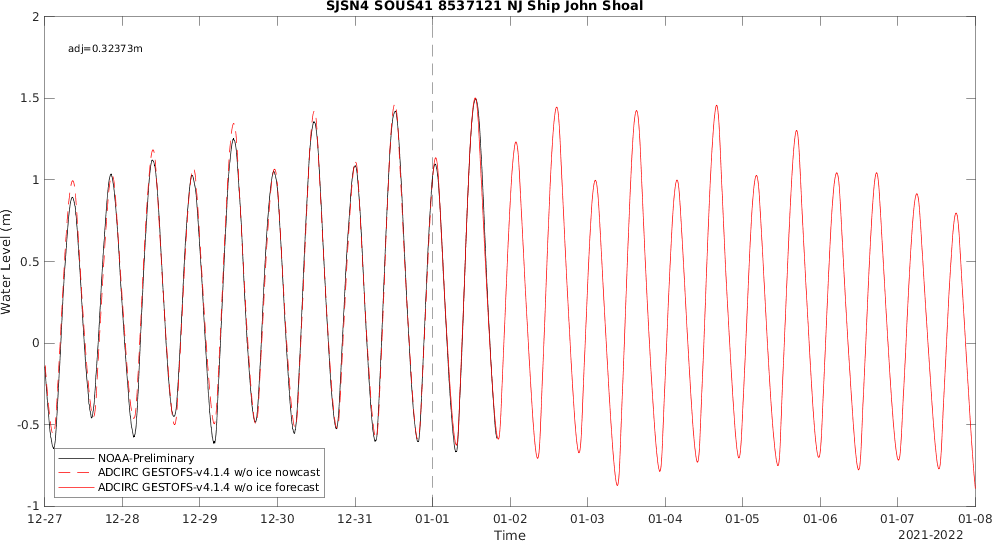 SJSN4 SOUS41 8537121 NJ Ship John Shoal
adj=0.32373m
2
1.5
1
0.5
0
-0.5
-1
Water Level (m)
NOAA-Preliminary
ADCIRC GESTOFS-v4.1.4 w/o ice nowcast
ADCIRC GESTOFS-v4.1.4 w/o ice forecast
12-27 12-28 12-29 12-30 12-31 01-01 01-02 01-03 01-04 01-05 01-06 01-07 01-08
Time
2021-2022